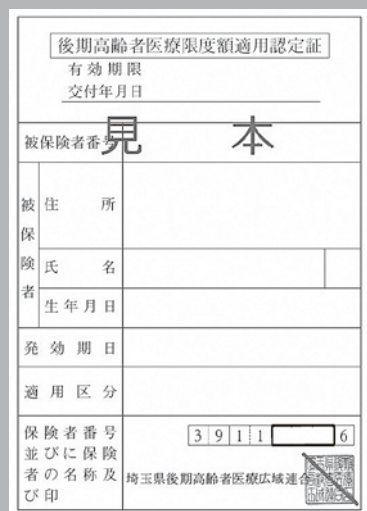 後期高齢者医療限度額適用認定証
有効期限
交付年月日
見本
被保険者番号
被保険者
住所
氏名
生年月日
発効期日
適用区分
保険者番号
並びに保険
者の名称及
び印
3911 6
埼玉県後期高齢者医療広域連合